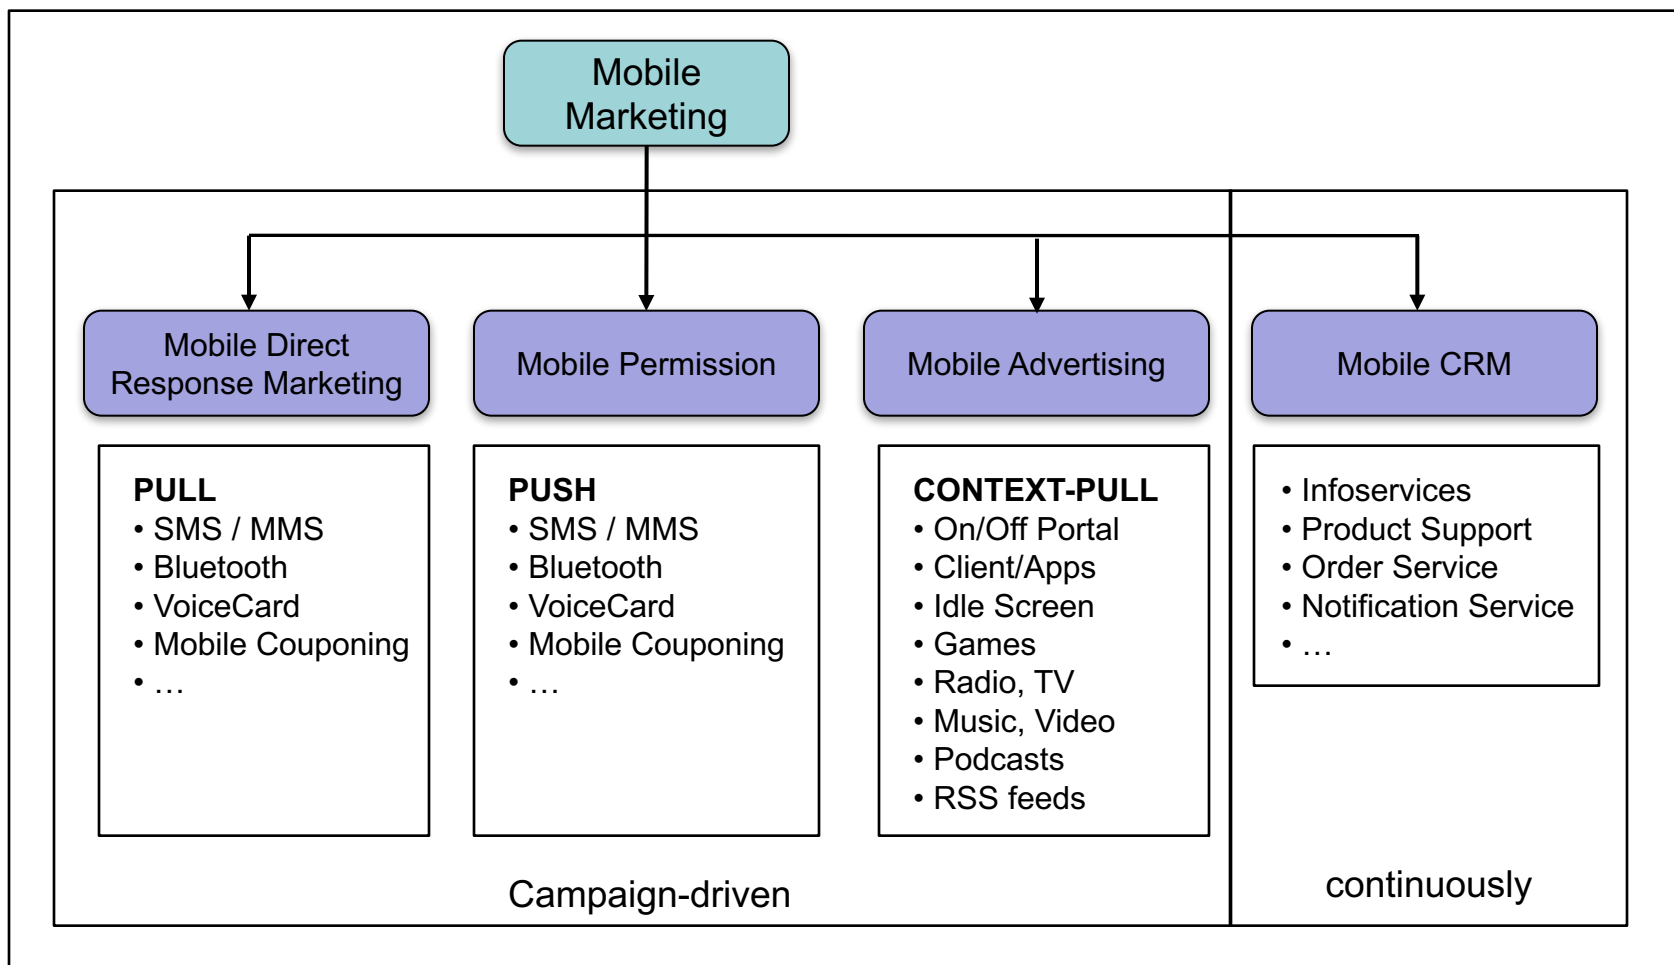 Mobile
Marketing
Mobile Direct
Response Marketing
Mobile Permission
Mobile Advertising
Mobile CRM
PULL
• SMS / MMS
• Bluetooth
• VoiceCard
• Mobile Couponing
• …
PUSH
• SMS / MMS
• Bluetooth
• VoiceCard
• Mobile Couponing
• …
CONTEXT-PULL
• On/Off Portal
• Client/Apps
• Idle Screen
• Games
• Radio, TV
• Music, Video
• Podcasts
• RSS feeds
• Infoservices
• Product Support
• Order Service
• Notification Service
• …
Campaign-driven
continuously